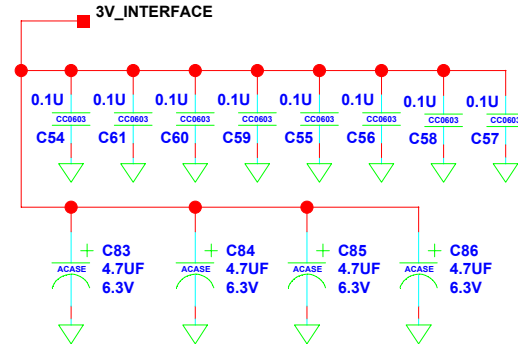 3V_INTERFACE
0.1U 0.1U 0.1U 0.1U 0.1U 0.1U 0.1U 0.1U
CC0603 CC0603 CC0603 CC0603 CC0603 CC0603 CC0603 CC0603
C54 C61 C60 C59 C55 C56 C58 C57
+ C83 + C84 + C85 + C86
ACASE 4.7UF ACASE 4.7UF ACASE 4.7UF ACASE 4.7UF
6.3V 6.3V 6.3V 6.3V